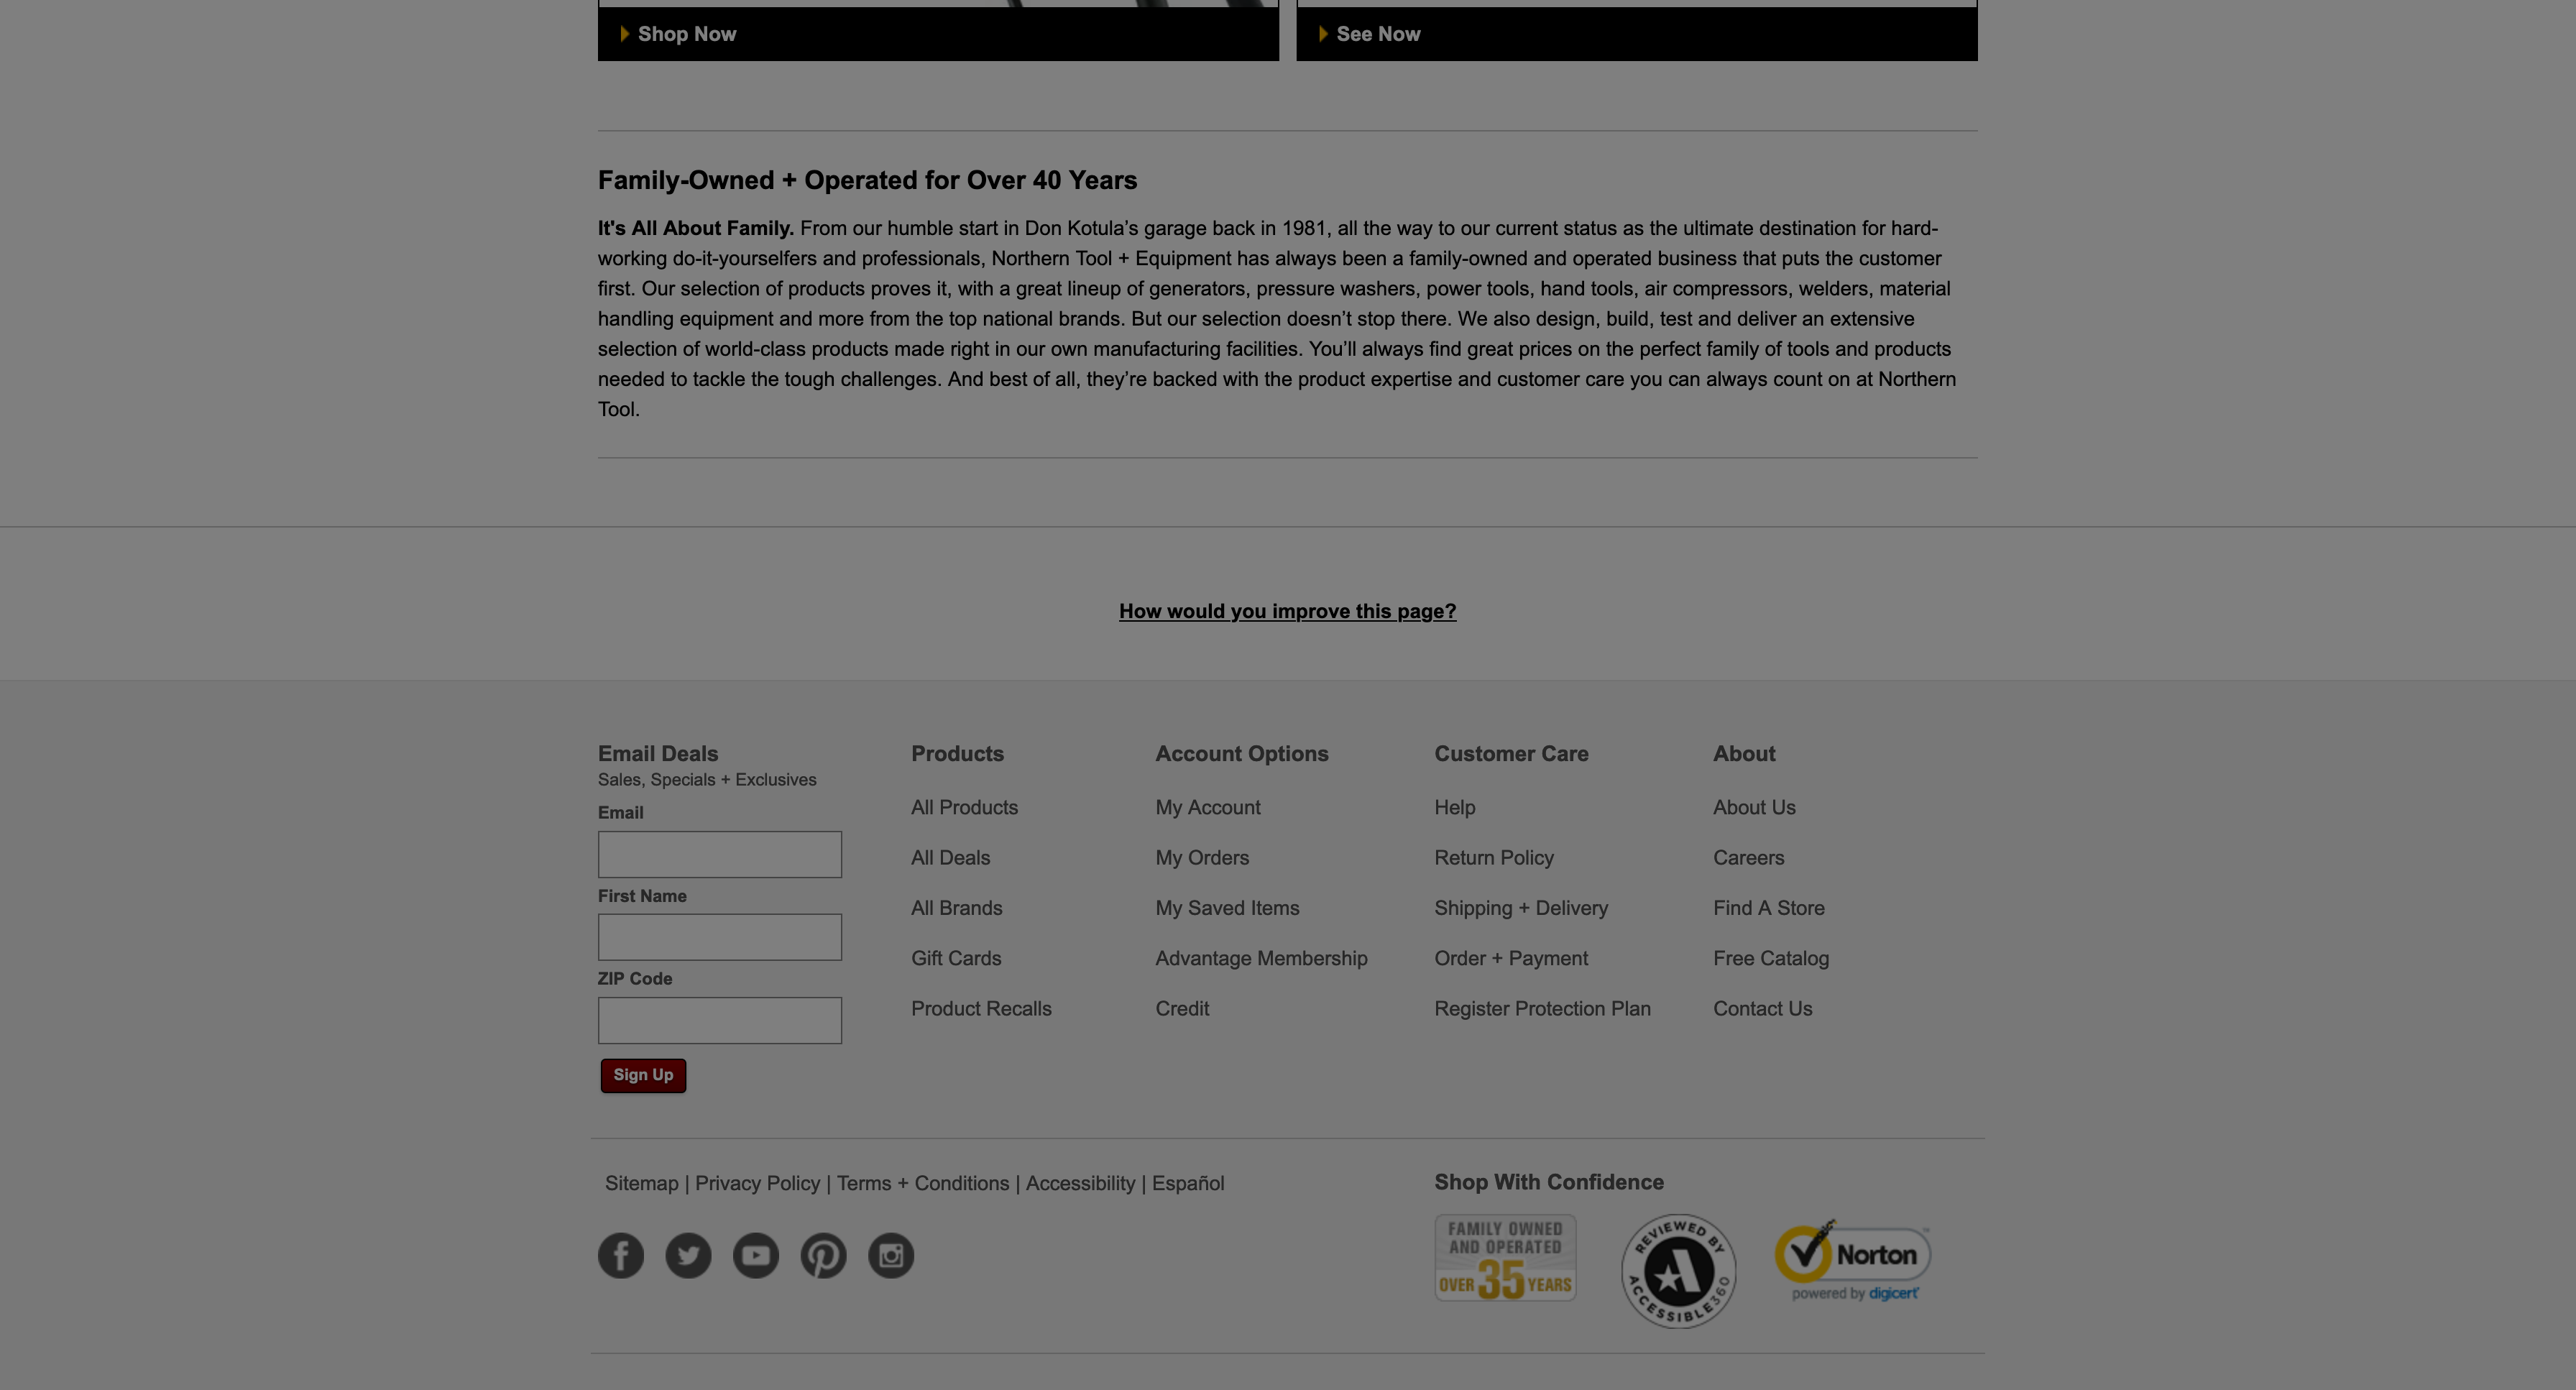 Shop Now
See Now
Family-Owned + Operated for Over 40 Years
It's All About Family. From our humble start in Don Kotula’s garage back in 1981, all the way to our current status as the ultimate destination for hard-
working do-it-yourselfers and professionals, Northern Tool + Equipment has always been a family-owned and operated business that puts the customer
first. Our selection of products proves it, with a great lineup of generators, pressure washers, power tools, hand tools, air compressors, welders, material
handling equipment and more from the top national brands. But our selection doesn’t stop there. We also design, build, test and deliver an extensive
selection of world-class products made right in our own manufacturing facilities. You’ll always find great prices on the perfect family of tools and products
needed to tackle the tough challenges. And best of all, they’re backed with the product expertise and customer care you can always count on at Northern
Tool.
How would you improve this page?
Email Deals
Sales, Specials + Exclusives
Email
First Name
ZIP Code
Sign Up
Products
All Products
All Deals
All Brands
Gift Cards
Product Recalls
Account Options
My Account
My Orders
My Saved Items
Advantage Membership
Credit
Customer Care
Help
Return Policy
Shipping + Delivery
Order + Payment
Register Protection Plan
About
About Us
Careers
Find A Store
Free Catalog
Contact Us
Sitemap | Privacy Policy | Terms + Conditions | Accessibility | Español
Shop With Confidence
FAMILY OWNED
AND OPERATED
OVER 35 YEARS
REVIEWED BY
ACCESSIBLE360
Norton
powered by digicert